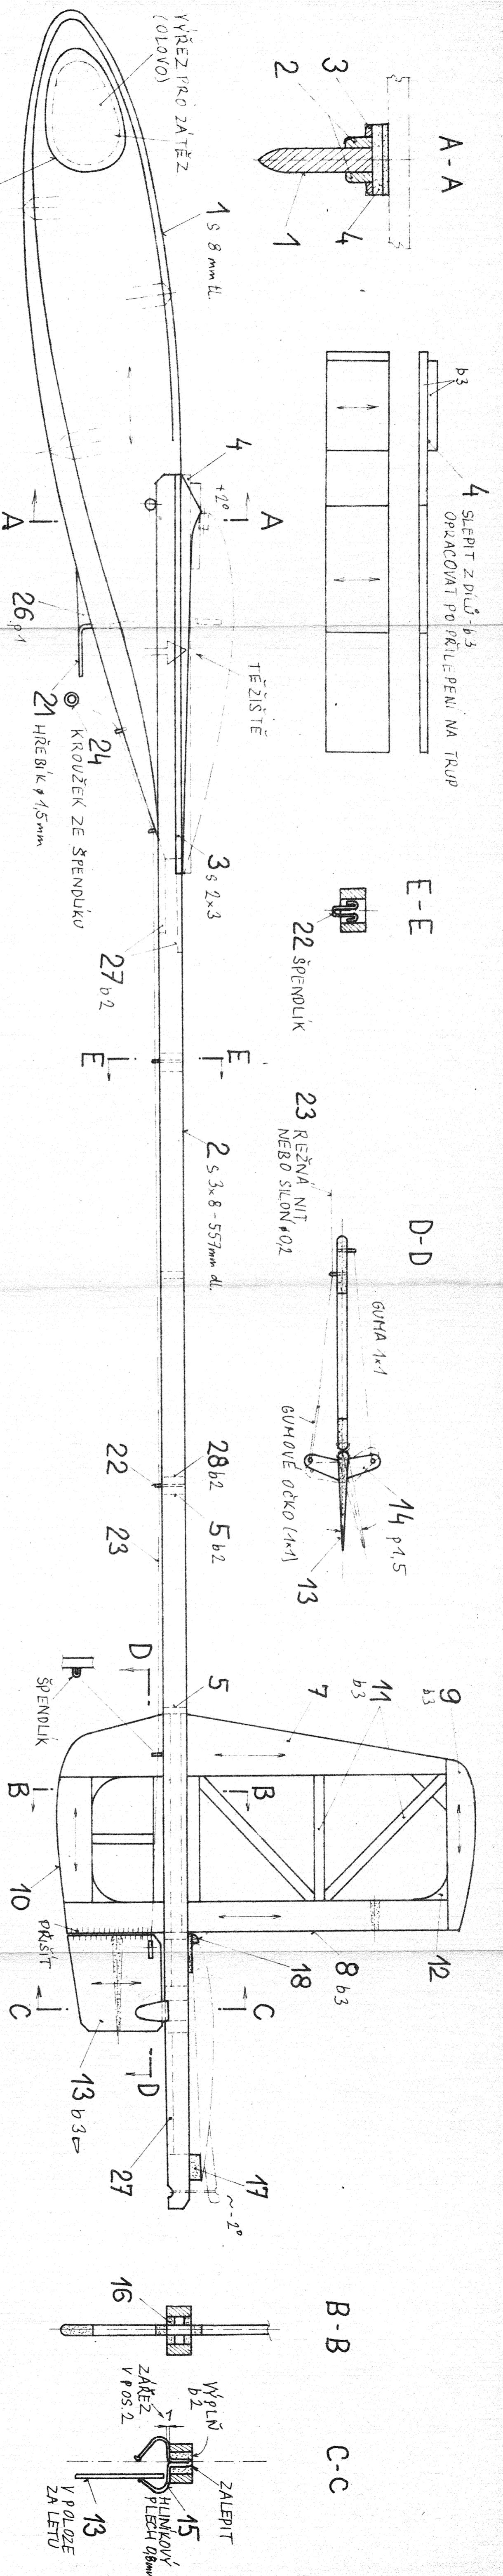 VÝŘEZ PRO ZÁTĚŽ
(OLOVO)
1 s 8 mm tl.
A-A
3
2
4
1
b3
4 SLEPIT Z DÍLŮ - b3
OPRACOVAT PO PŘILEPENÍ NA TRUP
4
+2°
A
A
26 p1
21 HŘEBÍK ø 1,5mm
24
KROUŽEK ZE ŠPENDLÍKU
TĚŽIŠTĚ
3 s 2×3
27 b2
E-E
22 ŠPENDLÍK
E
E
2 s 3×8 - 557mm dl.
23 REŽNÁ NIT
NEBO SILON ø 0,2
D-D
GUMA 1×1
GUMOVÉ OČKO (1×1)
14 p1,5
13
28 b2
22
5 b2
23
D
ŠPENDLÍK
5
7
11
b3
9
b3
B
B
10
PŘIŠÍT
12
8 b3
18
C
C
D
13 b3
27
17
~-2°
B-B
16
C-C
ZÁŘEZ
V POS. 2
1
VÝPLŇ
b2
ZALEPIT
15
HLINÍKOVÝ
PLECH 0,8mm
13
V POLOZE
ZA LETU